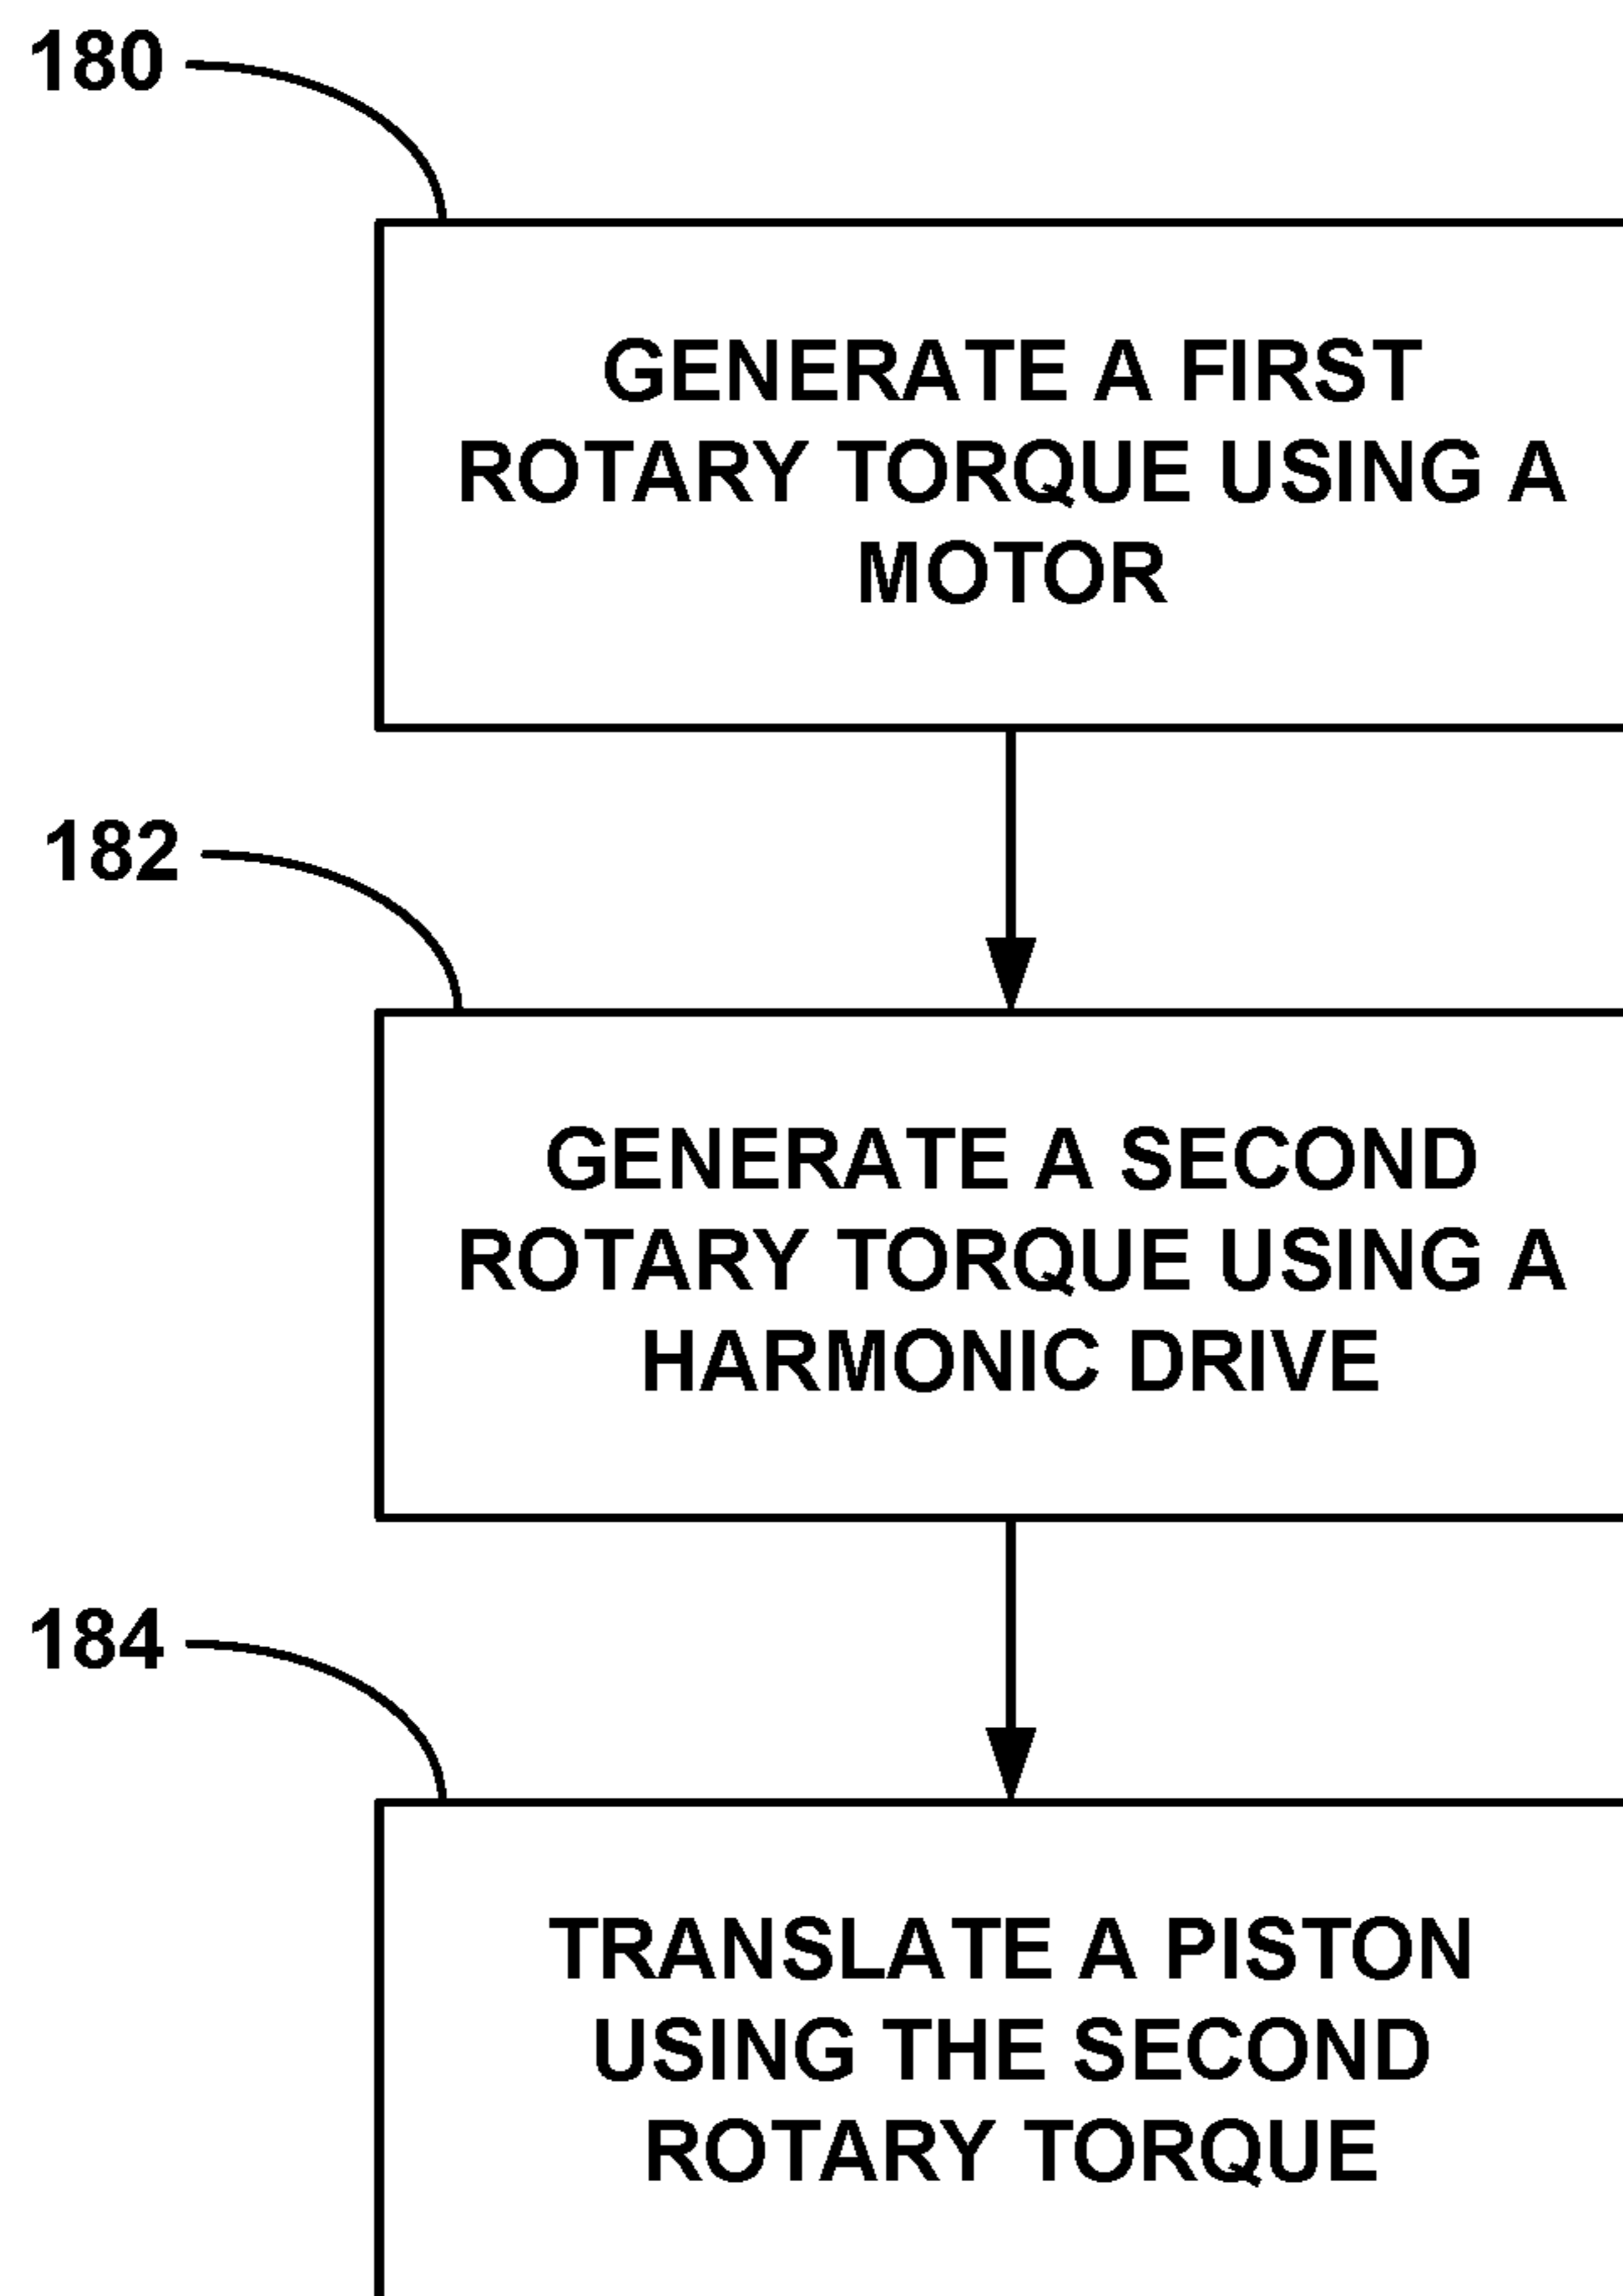 180
GENERATE A FIRST
ROTARY TORQUE USING A
MOTOR
182
GENERATE A SECOND
ROTARY TORQUE USING A
HARMONIC DRIVE
184
TRANSLATE A PISTON
USING THE SECOND
ROTARY TORQUE